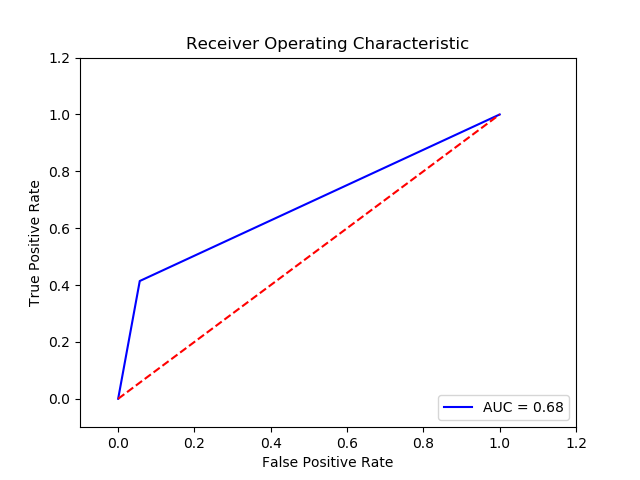 Receiver Operating Characteristic
1.2
1.0
0.8
0.6
0.4
0.2
0.0
True Positive Rate
AUC = 0.68
0.0 0.2 0.4 0.6 0.8 1.0 1.2
False Positive Rate